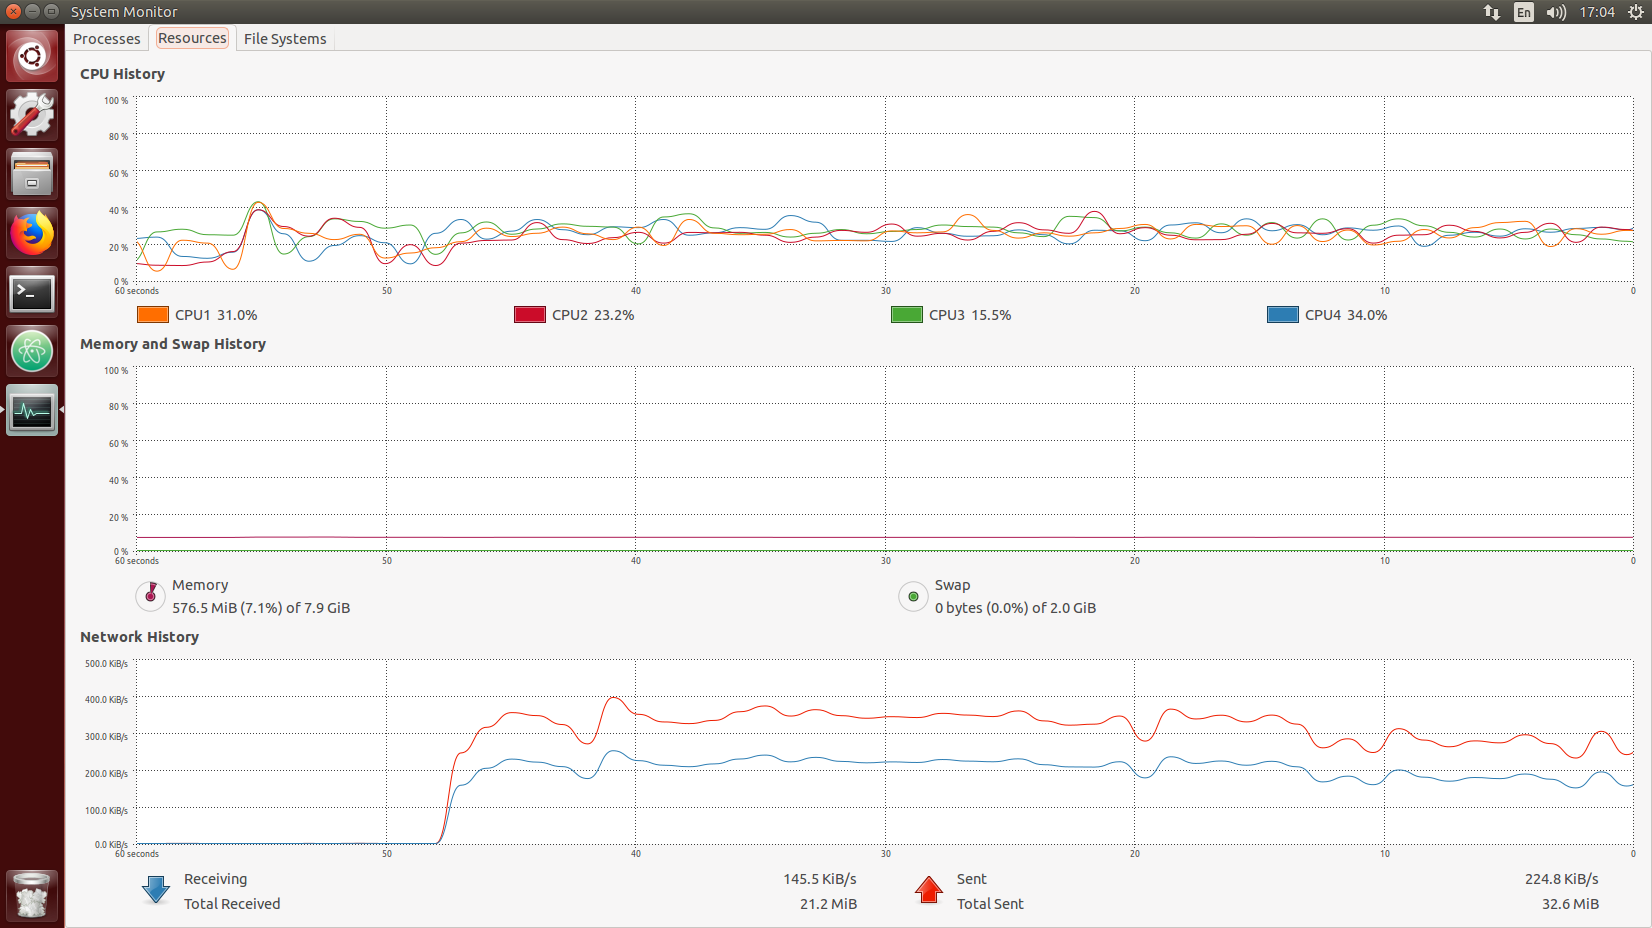 System Monitor
En
17:04
Processes
Resources
File Systems
CPU History
100 %
80 %
60 %
40 %
20 %
0 %
60 seconds 50 40 30 20 10 0
CPU1 31.0% CPU2 23.2% CPU3 15.5% CPU4 34.0%
Memory and Swap History
100 %
80 %
60 %
40 %
20 %
0 %
60 seconds 50 40 30 20 10 0
Memory
576.5 MiB (7.1%) of 7.9 GiB
Swap
0 bytes (0.0%) of 2.0 GiB
Network History
500.0 KiB/s
400.0 KiB/s
300.0 KiB/s
200.0 KiB/s
100.0 KiB/s
0.0 KiB/s
60 seconds 50 40 30 20 10 0
Receiving 145.5 KiB/s
Total Received 21.2 MiB
Sent 224.8 KiB/s
Total Sent 32.6 MiB